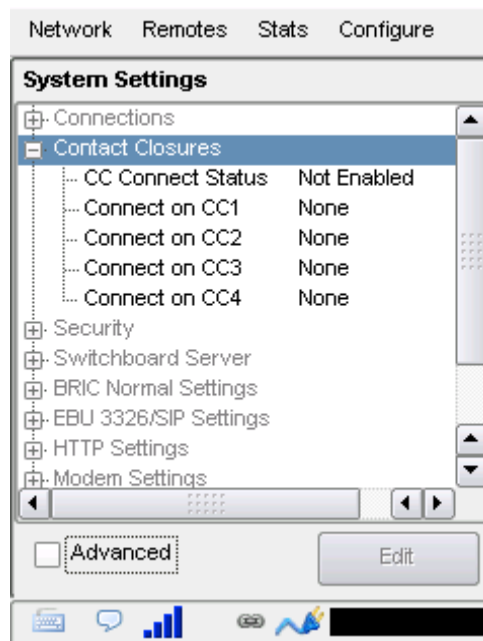 Network Remotes Stats Configure
System Settings
Connections
Contact Closures
CC Connect Status Not Enabled
Connect on CC1 None
Connect on CC2 None
Connect on CC3 None
Connect on CC4 None
Security
Switchboard Server
BRIC Normal Settings
EBU 3326/SIP Settings
HTTP Settings
Modem Settings
Advanced
Edit